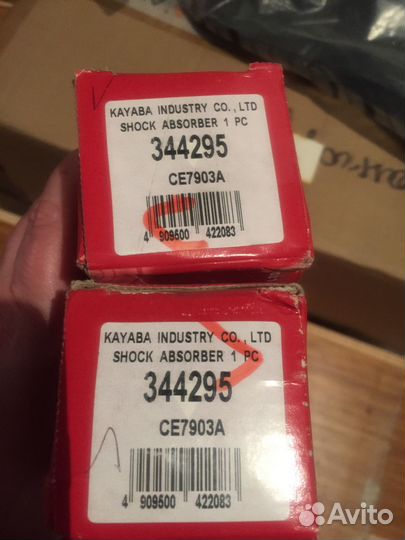 KAYABA INDUSTRY CO., LTD
SHOCK ABSORBER 1 PC
344295
CE7903A
4 909500 422083
KAYABA INDUSTRY CO., LTD
SHOCK ABSORBER 1 PC
344295
CE7903A
4 909500 422083
Avito